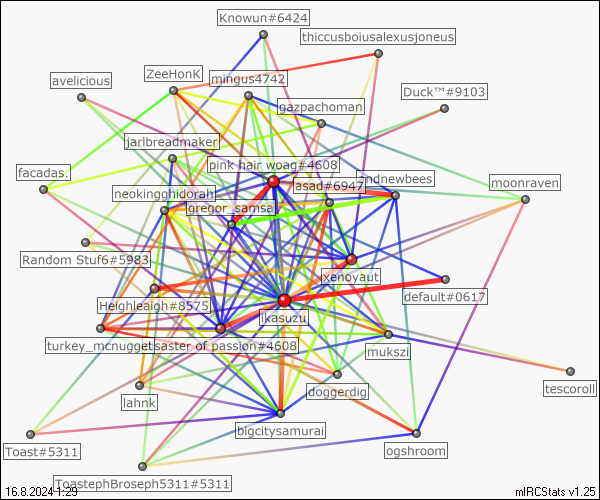 Knowun#6424
thiccusboiusalexusjoneus
ZeeHonK
mingus4742
avelicious
Duck™#9103
gazpachoman
jarlbreadmaker
pink hair woag#4608
facadas.
asad#6947
andnewbees
moonraven
neokingghidorah
gregor_samsa
Random Stuf6#5983
xenoyaut
Heighleaigh#8575
default#0617
ikasuzu
turkey_mcnugget
saster of passion#4608
mukszi
doggerdig
tescoroll
lahnk
bigcitysamurai
Toast#5311
ogshroom
ToastephBroseph5311#5311
16.8.2024 1:29
mIRCStats v1.25